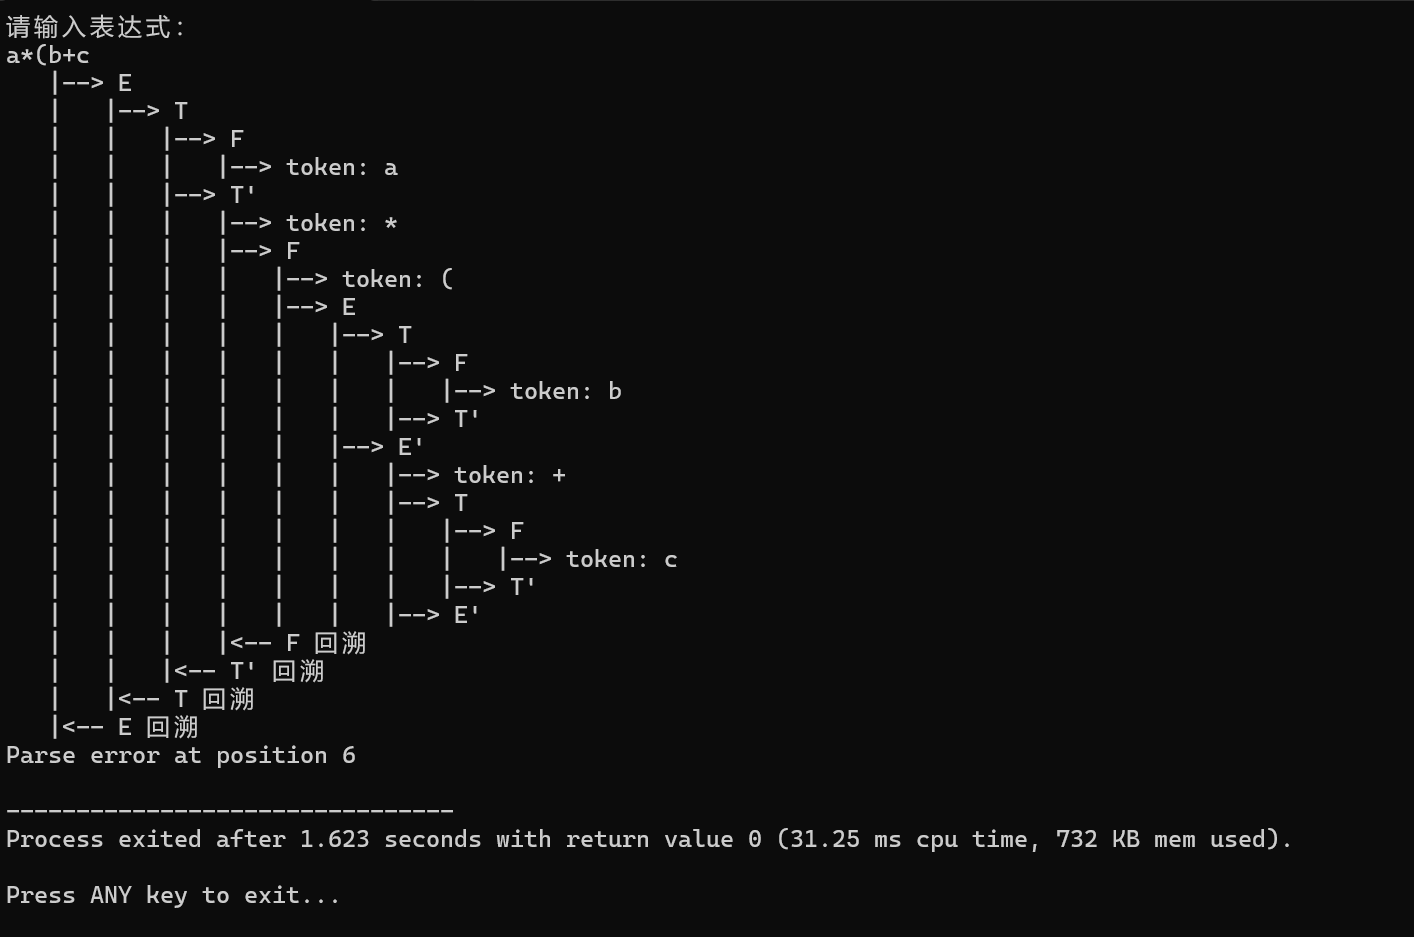 请输入表达式：
a*(b+c
   |--> E
   |   |--> T
   |   |   |--> F
   |   |   |   |--> token: a
   |   |   |--> T'
   |   |   |   |--> token: *
   |   |   |   |--> F
   |   |   |   |   |--> token: (
   |   |   |   |   |--> E
   |   |   |   |   |   |--> T
   |   |   |   |   |   |   |--> F
   |   |   |   |   |   |   |   |--> token: b
   |   |   |   |   |   |   |--> T'
   |   |   |   |   |   |--> E'
   |   |   |   |   |   |   |--> token: +
   |   |   |   |   |   |   |--> T
   |   |   |   |   |   |   |   |--> F
   |   |   |   |   |   |   |   |   |--> token: c
   |   |   |   |   |   |   |   |--> T'
   |   |   |   |   |   |   |--> E'
   |   |   |   |<-- F 回溯
   |   |   |<-- T' 回溯
   |   |<-- T 回溯
   |<-- E 回溯
Parse error at position 6

--------------------------------
Process exited after 1.623 seconds with return value 0 (31.25 ms cpu time, 732 KB mem used).

Press ANY key to exit...